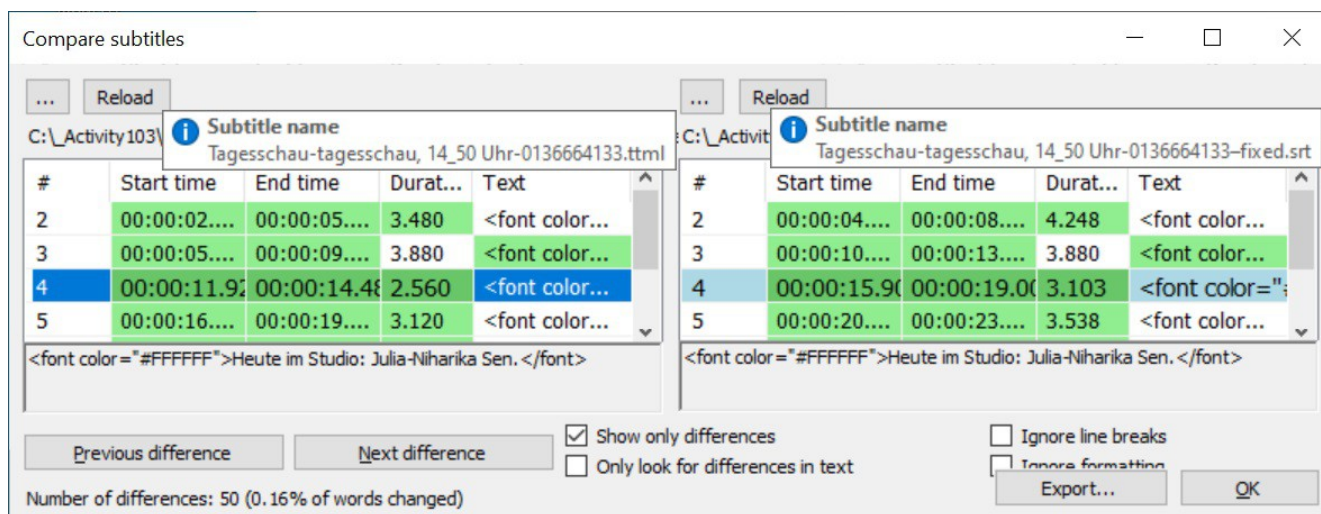 Compare subtitles
... Reload ... Reload
Subtitle name
Tagesschau-tagesschau, 14_50 Uhr-0136664133.ttml
Subtitle name
Tagesschau-tagesschau, 14_50 Uhr-0136664133–fixed.srt
C:\_Activity103\ C:\_Activit
# Start time End time Durat... Text
2 00:00:02.... 00:00:05.... 3.480 <font color...
3 00:00:05.... 00:00:09.... 3.880 <font color...
4 00:00:11.92 00:00:14.48 2.560 <font color...
5 00:00:16.... 00:00:19.... 3.120 <font color...
<font color="#FFFFFF">Heute im Studio: Julia-Niharika Sen.</font>
# Start time End time Durat... Text
2 00:00:04.... 00:00:08.... 4.248 <font color...
3 00:00:10.... 00:00:13.... 3.880 <font color...
4 00:00:15.90 00:00:19.00 3.103 <font color="#
5 00:00:20.... 00:00:23.... 3.538 <font color...
<font color="#FFFFFF">Heute im Studio: Julia-Niharika Sen.</font>
Previous difference Next difference
Show only differences
Only look for differences in text
Ignore line breaks
Ignore formatting
Number of differences: 50 (0.16% of words changed)
Export... OK